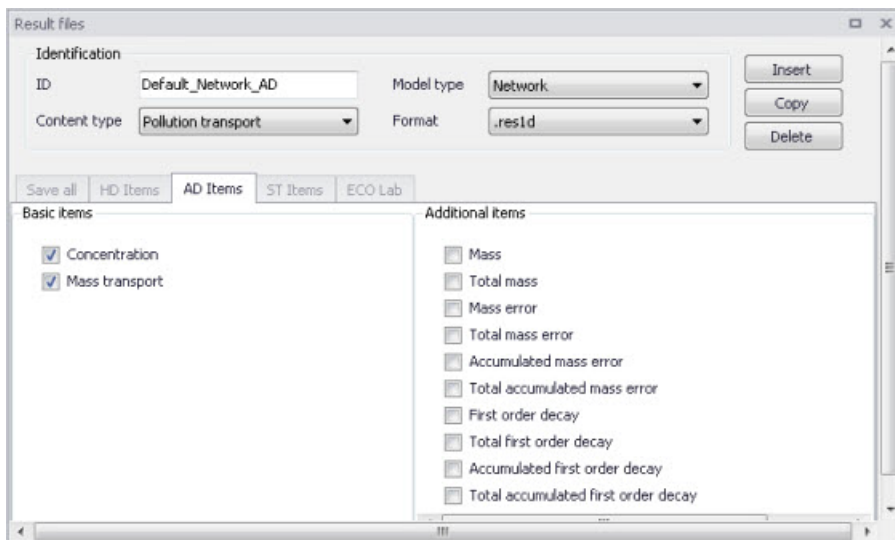 Result files
Identification
ID Default_Network_AD Model type Network Insert
Content type Pollution transport Format .res1d Copy
Delete
Save all HD Items AD Items ST Items ECO Lab
Basic items
Concentration
Mass transport
Additional items
Mass
Total mass
Mass error
Total mass error
Accumulated mass error
Total accumulated mass error
First order decay
Total first order decay
Accumulated first order decay
Total accumulated first order decay